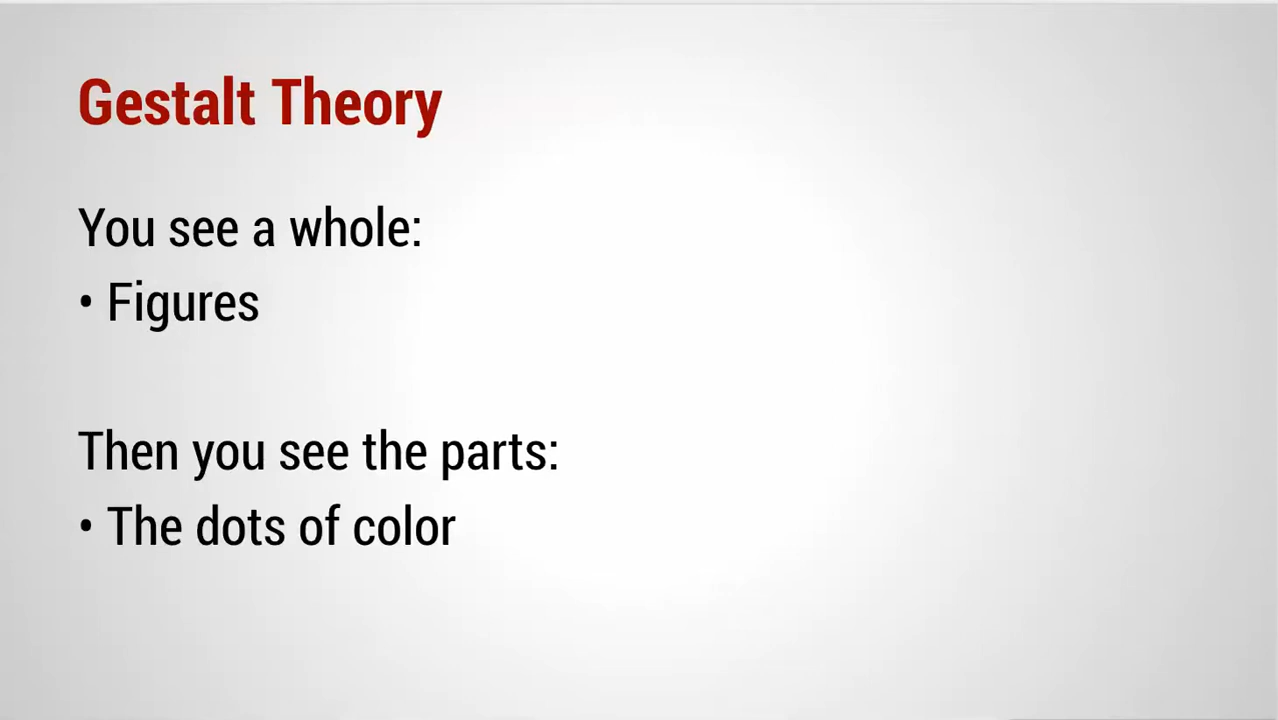 Gestalt Theory
You see a whole:
• Figures
Then you see the parts:
• The dots of color